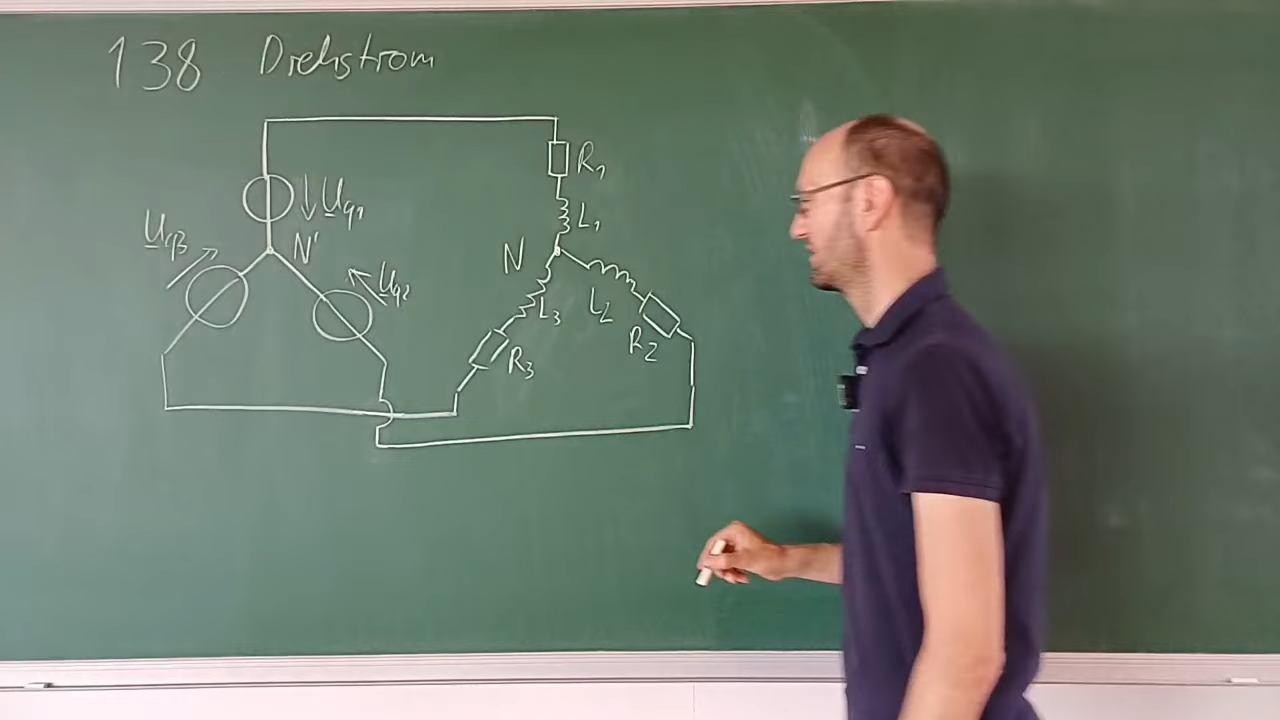 138 Drehstrom
R1
U̲q1
L1
U̲q3
N'
N
U̲q2
L3
L2
R2
R3